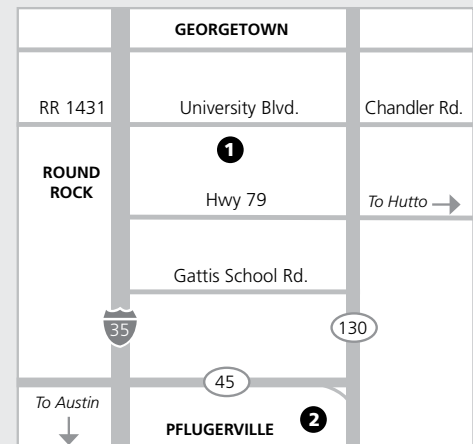 GEORGETOWN
RR 1431
University Blvd.
Chandler Rd.
1
ROUND
ROCK
Hwy 79
To Hutto
Gattis School Rd.
35
130
45
To Austin
2
PFLUGERVILLE